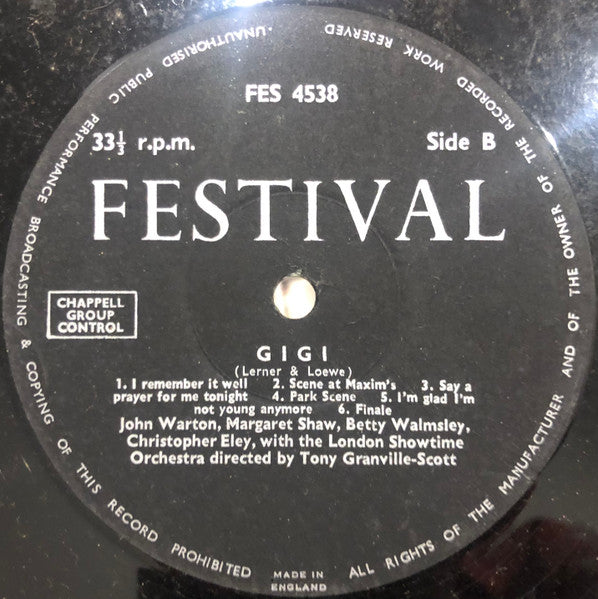 FES 4538
33⅓ r.p.m.
Side B
FESTIVAL
CHAPPELL
GROUP
CONTROL
GIGI
(Lerner & Loewe)
1. I remember it well 2. Scene at Maxim's 3. Say a
prayer for me tonight 4. Park Scene 5. I'm glad I'm
not young anymore 6. Finale
John Warton, Margaret Shaw, Betty Walmsley,
Christopher Eley, with the London Showtime
Orchestra directed by Tony Granville-Scott
MADE IN
ENGLAND
ALL RIGHTS OF THE MANUFACTURER AND OF THE OWNER OF THE RECORDED WORK RESERVED · UNAUTHORISED PUBLIC PERFORMANCE BROADCASTING & COPYING OF THIS RECORD PROHIBITED